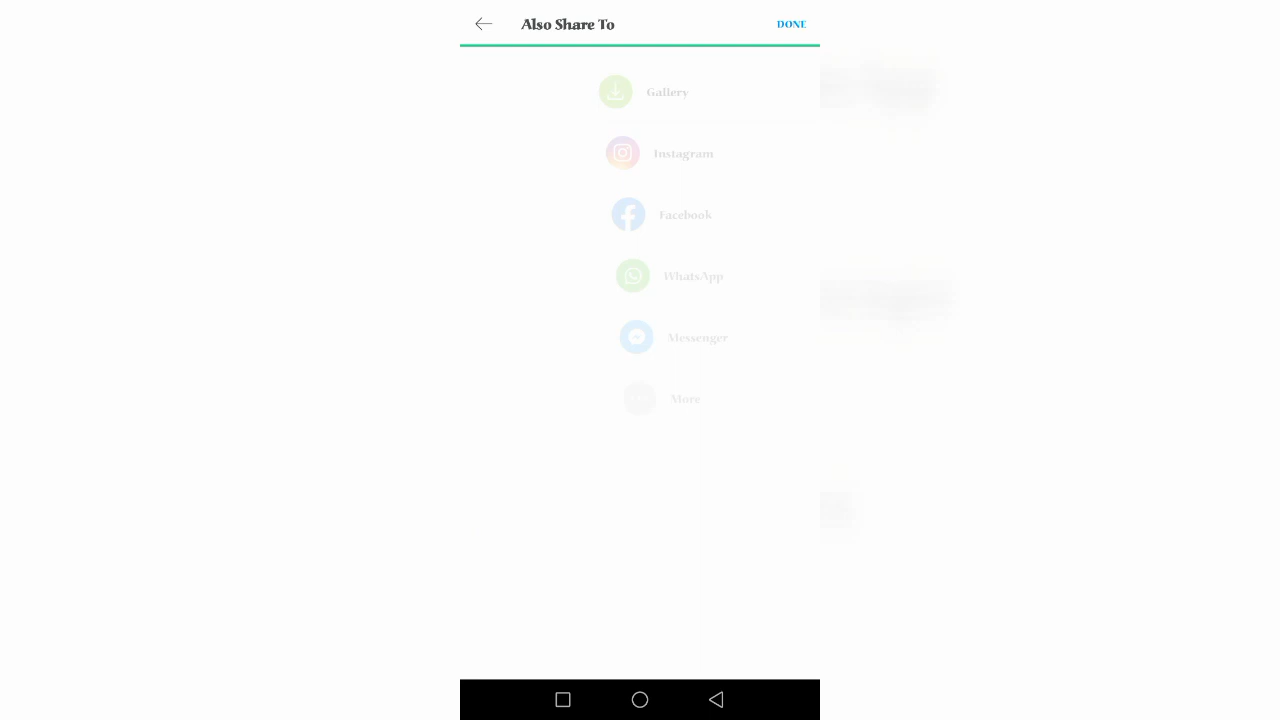 Also Share To
DONE
Gallery
Instagram
Facebook
WhatsApp
Messenger
More